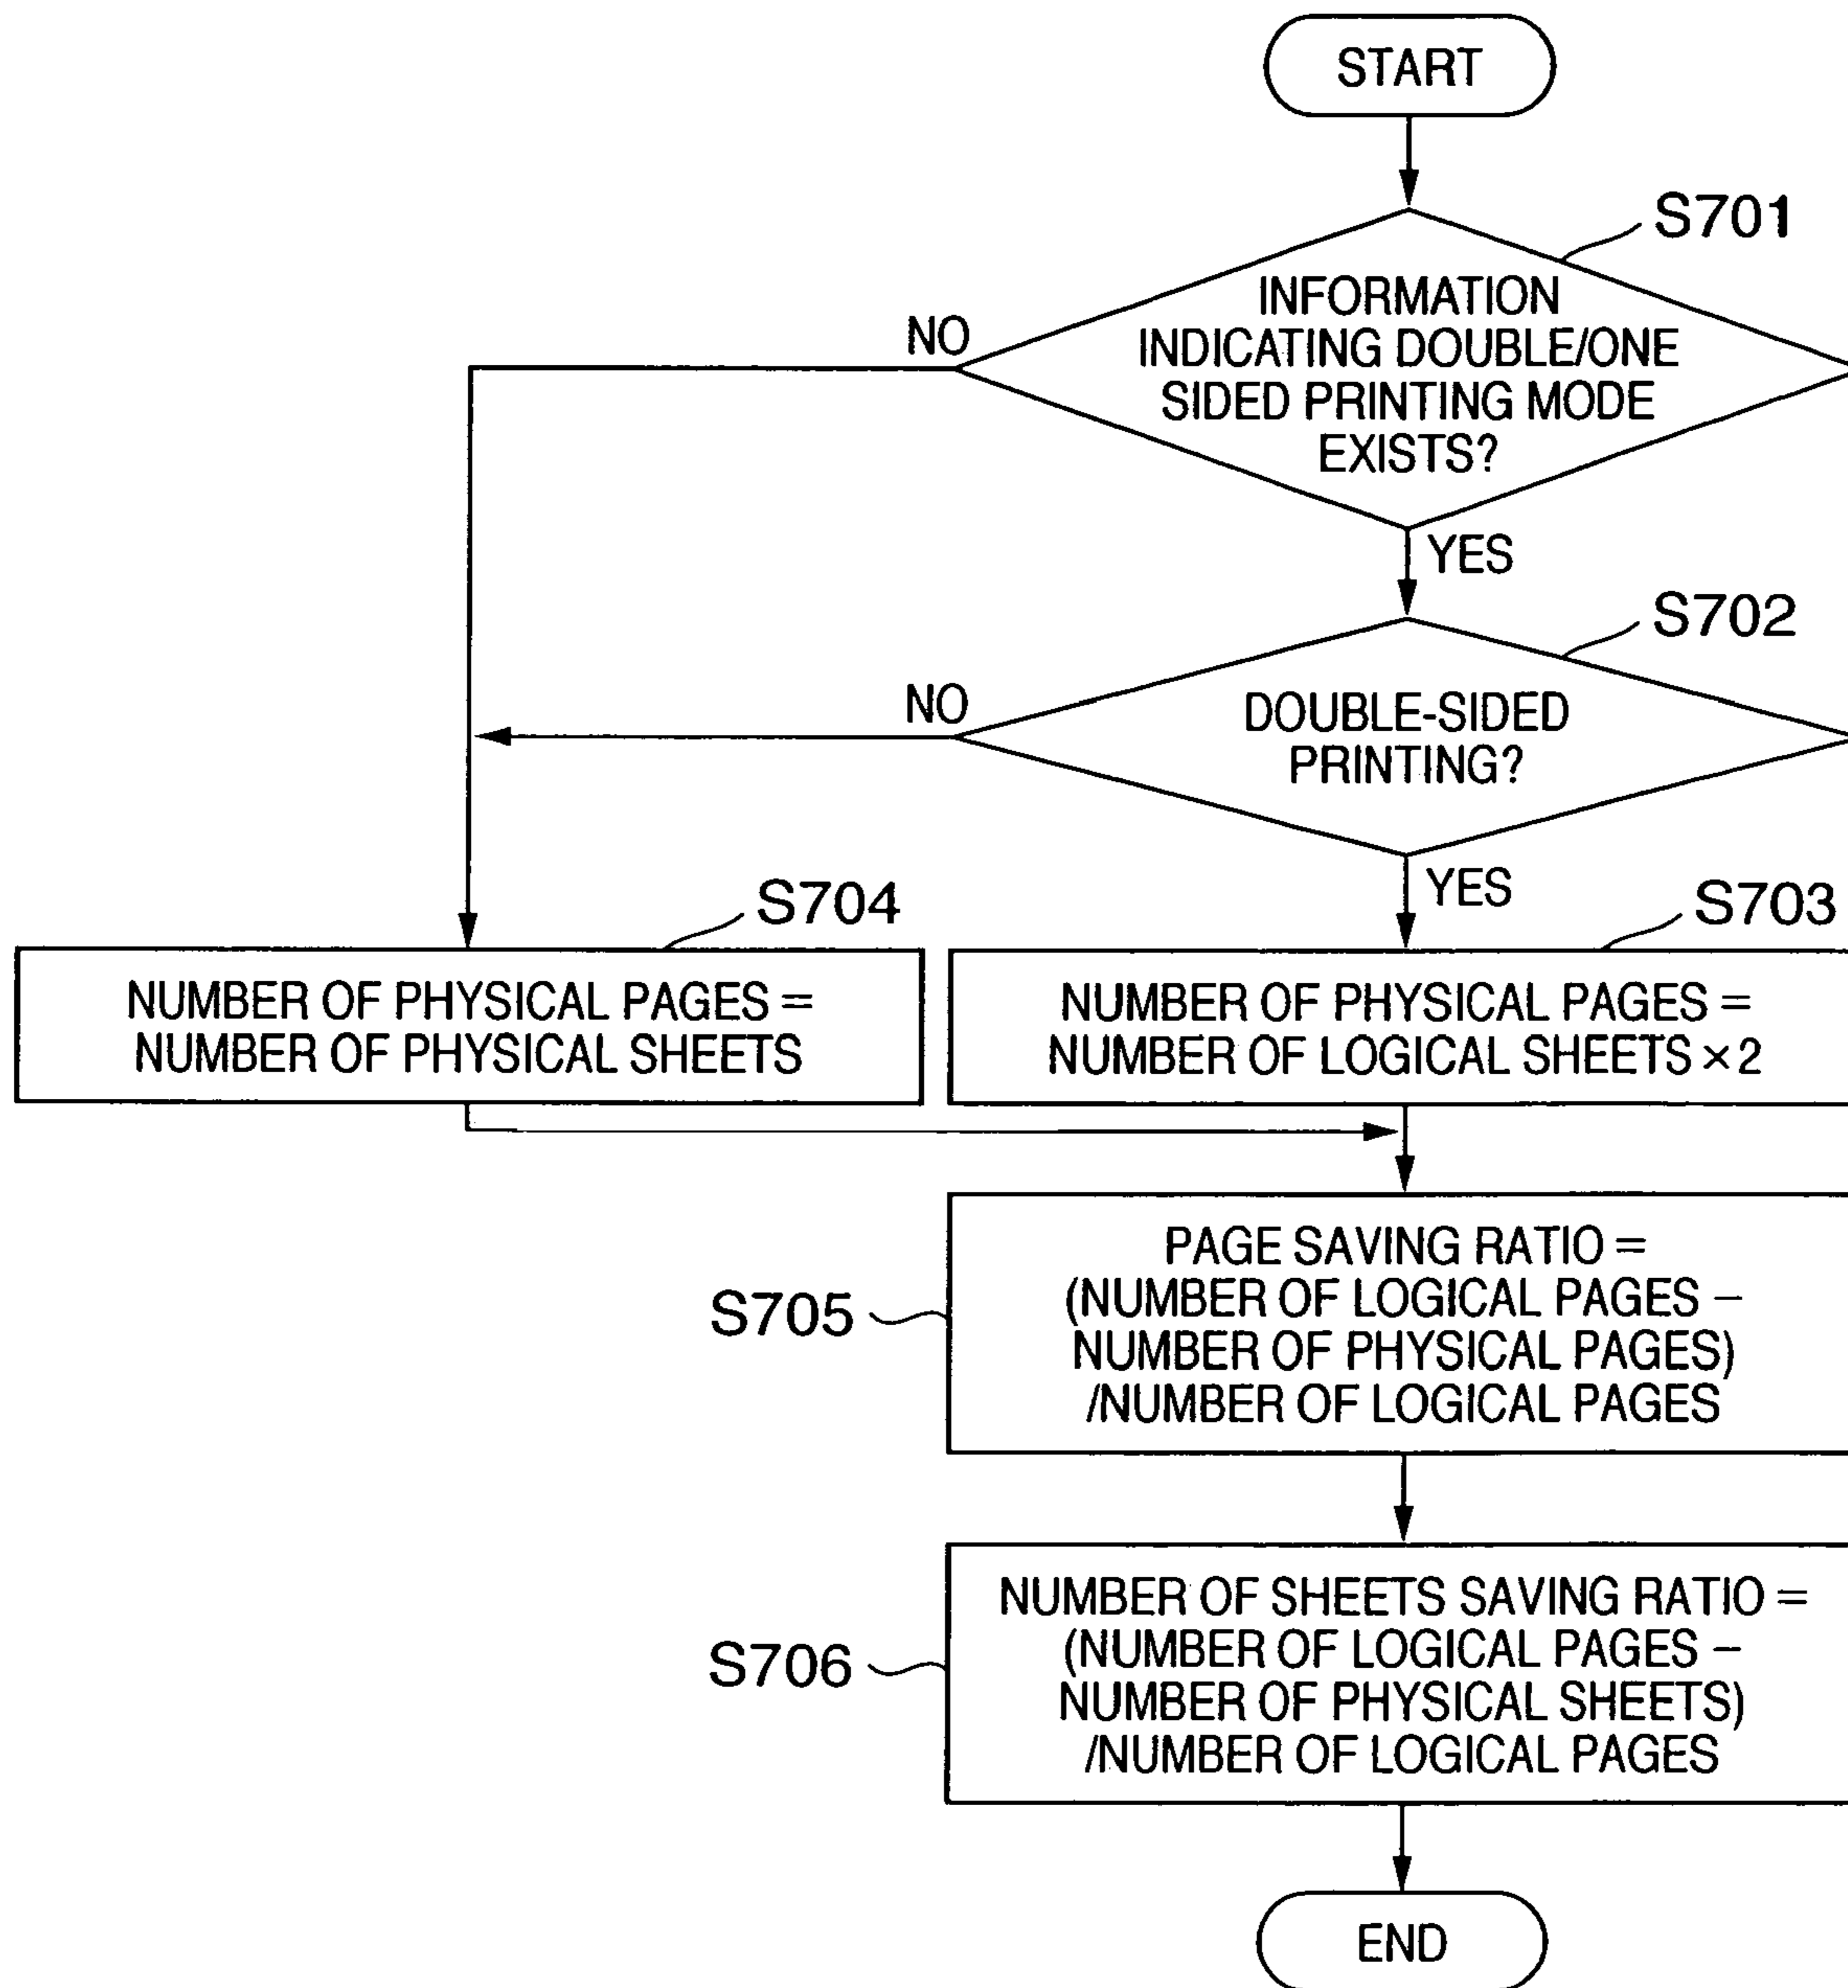 START
S701
INFORMATION
INDICATING DOUBLE/ONE
SIDED PRINTING MODE
EXISTS?
NO
YES
S702
DOUBLE-SIDED
PRINTING?
NO
YES
S704
NUMBER OF PHYSICAL PAGES =
NUMBER OF PHYSICAL SHEETS
S703
NUMBER OF PHYSICAL PAGES =
NUMBER OF LOGICAL SHEETS ×2
S705
PAGE SAVING RATIO =
(NUMBER OF LOGICAL PAGES –
NUMBER OF PHYSICAL PAGES)
/NUMBER OF LOGICAL PAGES
S706
NUMBER OF SHEETS SAVING RATIO =
(NUMBER OF LOGICAL PAGES –
NUMBER OF PHYSICAL SHEETS)
/NUMBER OF LOGICAL PAGES
END